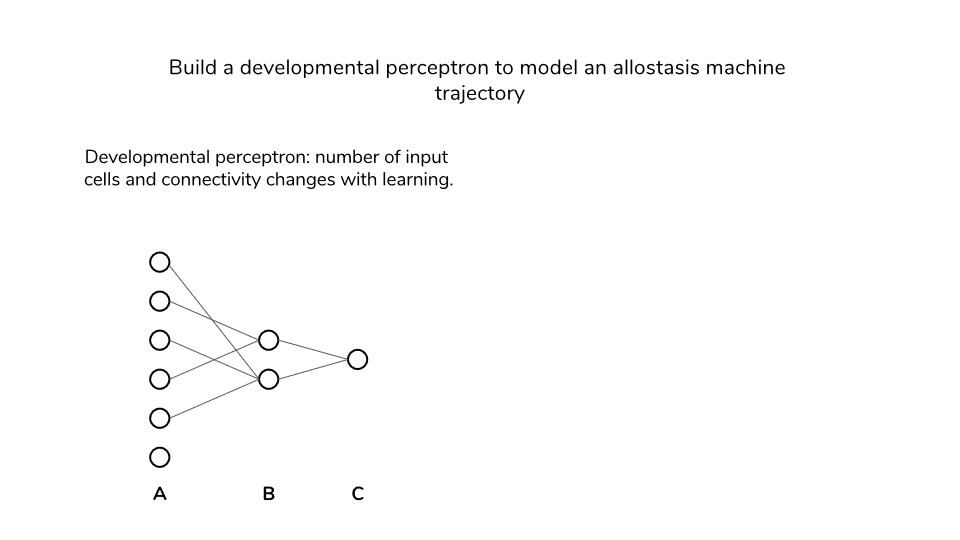 Build a developmental perceptron to model an allostasis machine
trajectory
Developmental perceptron: number of input
cells and connectivity changes with learning.
A B C